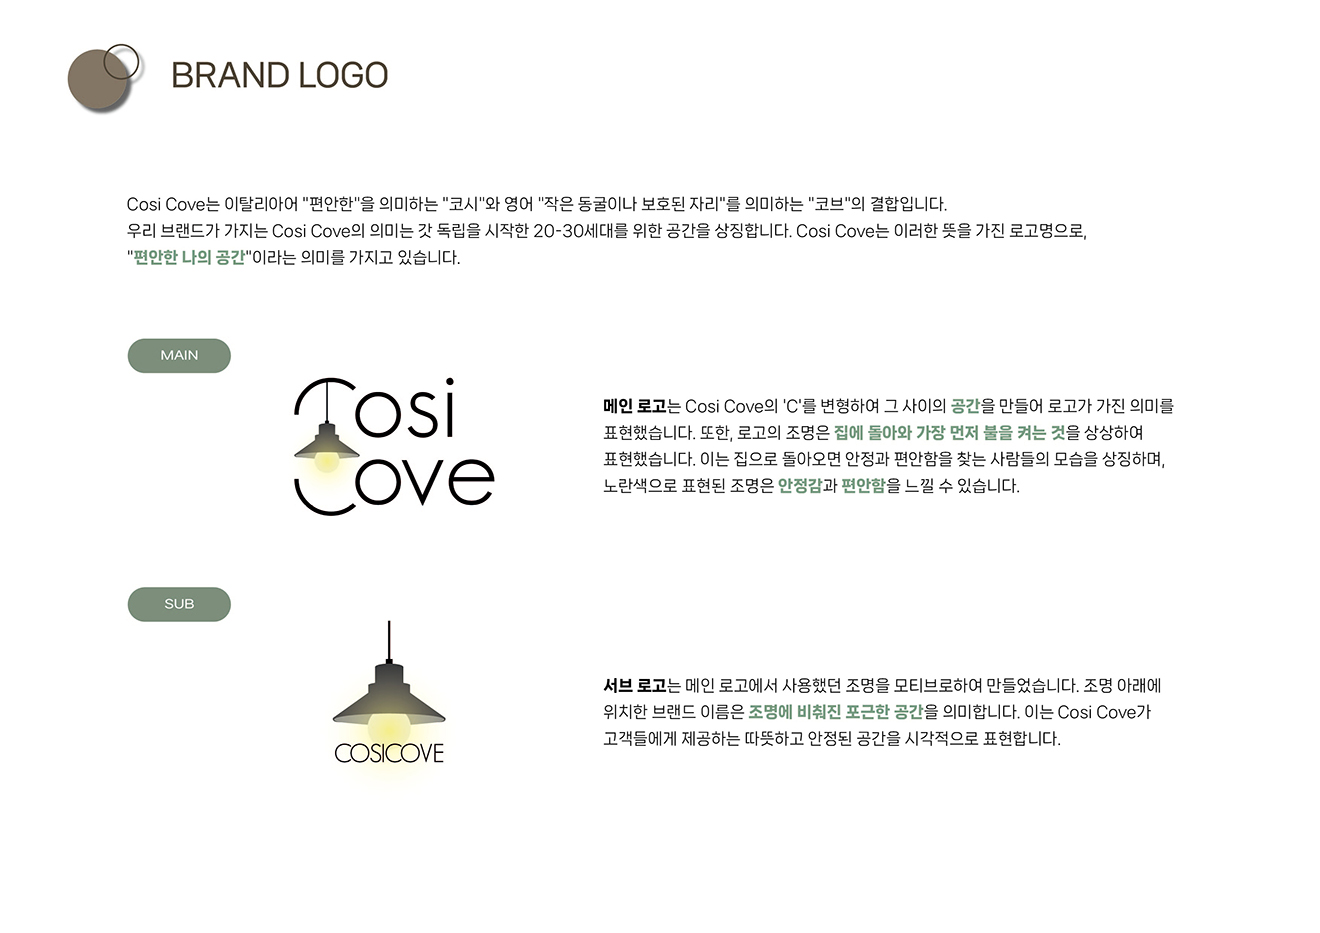 BRAND LOGO
Cosi Cove는 이탈리아어 "편안한"을 의미하는 "코시"와 영어 "작은 동굴이나 보호된 자리"를 의미하는 "코브"의 결합입니다.
우리 브랜드가 가지는 Cosi Cove의 의미는 갓 독립을 시작한 20-30세대를 위한 공간을 상징합니다. Cosi Cove는 이러한 뜻을 가진 로고명으로,
"편안한 나의 공간"이라는 의미를 가지고 있습니다.
MAIN
Cosi
Cove
메인 로고는 Cosi Cove의 'C'를 변형하여 그 사이의 공간을 만들어 로고가 가진 의미를
표현했습니다. 또한, 로고의 조명은 집에 돌아와 가장 먼저 불을 켜는 것을 상상하여
표현했습니다. 이는 집으로 돌아오면 안정과 편안함을 찾는 사람들의 모습을 상징하며,
노란색으로 표현된 조명은 안정감과 편안함을 느낄 수 있습니다.
SUB
COSICOVE
서브 로고는 메인 로고에서 사용했던 조명을 모티브로하여 만들었습니다. 조명 아래에
위치한 브랜드 이름은 조명에 비춰진 포근한 공간을 의미합니다. 이는 Cosi Cove가
고객들에게 제공하는 따뜻하고 안정된 공간을 시각적으로 표현합니다.